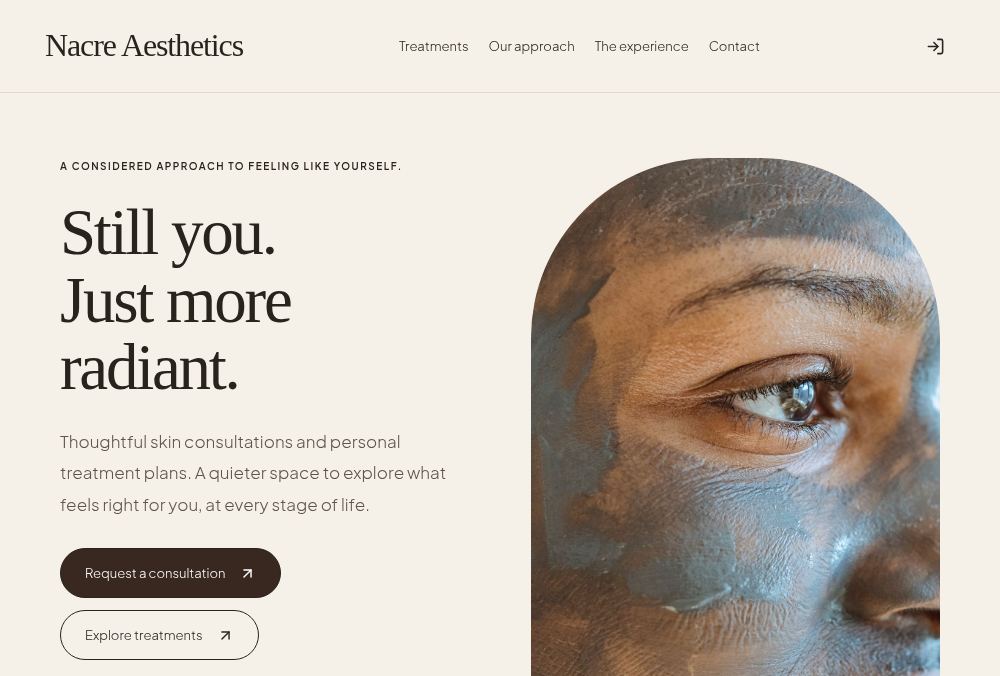 Nacre Aesthetics
Treatments
Our approach
The experience
Contact
A CONSIDERED APPROACH TO FEELING LIKE YOURSELF.
Still you.
Just more
radiant.
Thoughtful skin consultations and personal
treatment plans. A quieter space to explore what
feels right for you, at every stage of life.
Request a consultation
Explore treatments